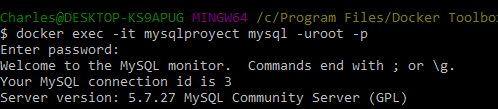 Charles@DESKTOP-KS9APUG MINGW64 /c/Program Files/Docker Toolbox
$ docker exec -it mysqlproyect mysql -uroot -p
Enter password:
Welcome to the MySQL monitor.  Commands end with ; or \g.
Your MySQL connection id is 3
Server version: 5.7.27 MySQL Community Server (GPL)